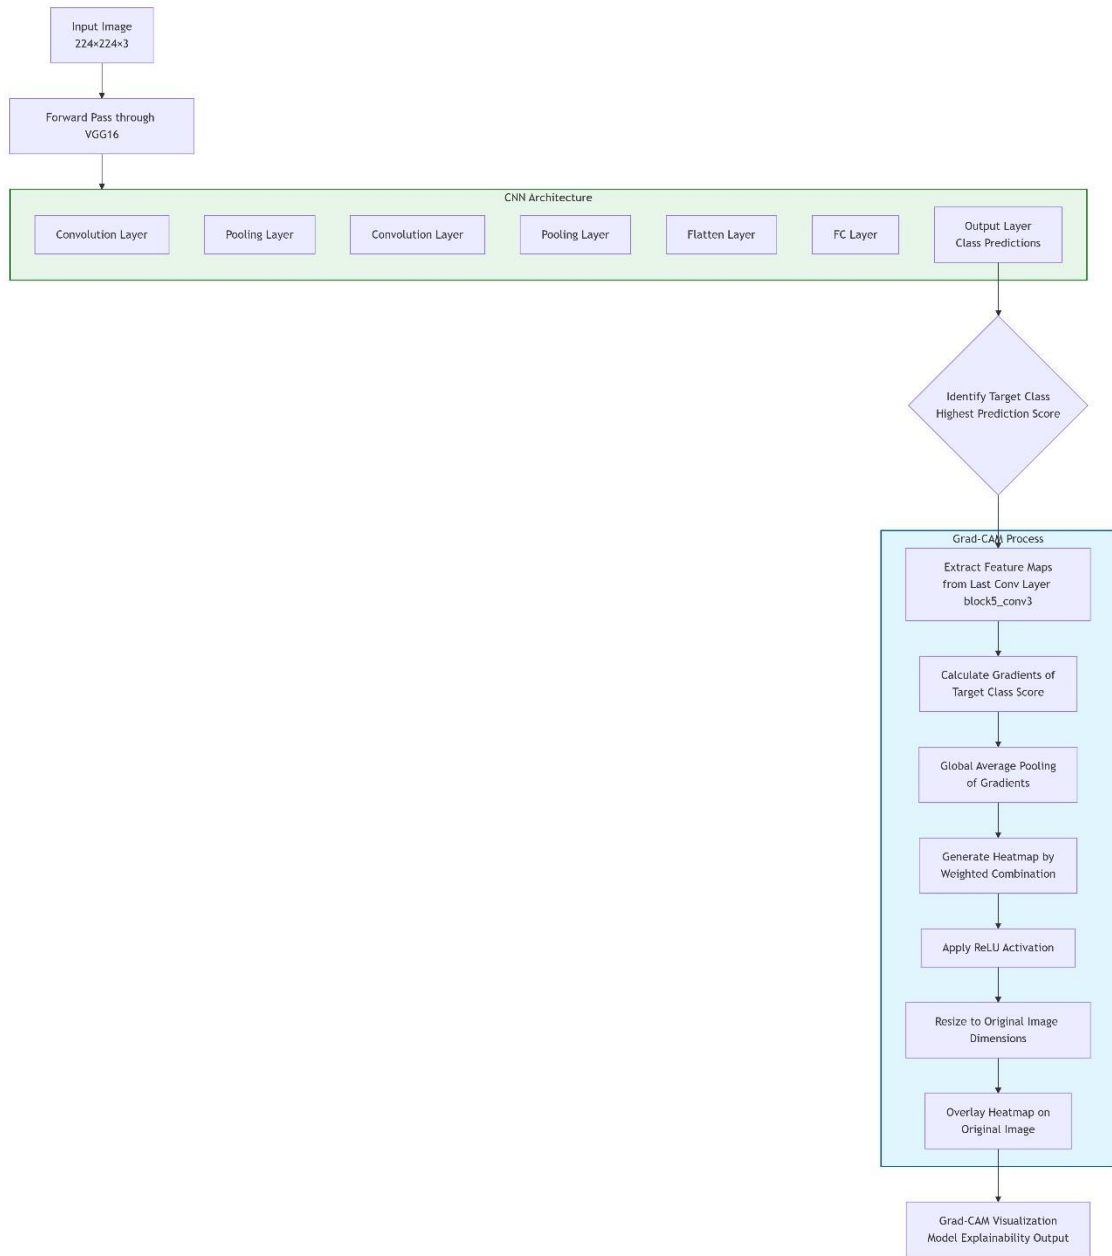 Input Image
224×224×3
Forward Pass through
VGG16
CNN Architecture
Convolution Layer
Pooling Layer
Convolution Layer
Pooling Layer
Flatten Layer
FC Layer
Output Layer
Class Predictions
Identify Target Class
Highest Prediction Score
Grad-CAM Process
Extract Feature Maps
from Last Conv Layer
block5_conv3
Calculate Gradients of
Target Class Score
Global Average Pooling
of Gradients
Generate Heatmap by
Weighted Combination
Apply ReLU Activation
Resize to Original Image
Dimensions
Overlay Heatmap on
Original Image
Grad-CAM Visualization
Model Explainability Output